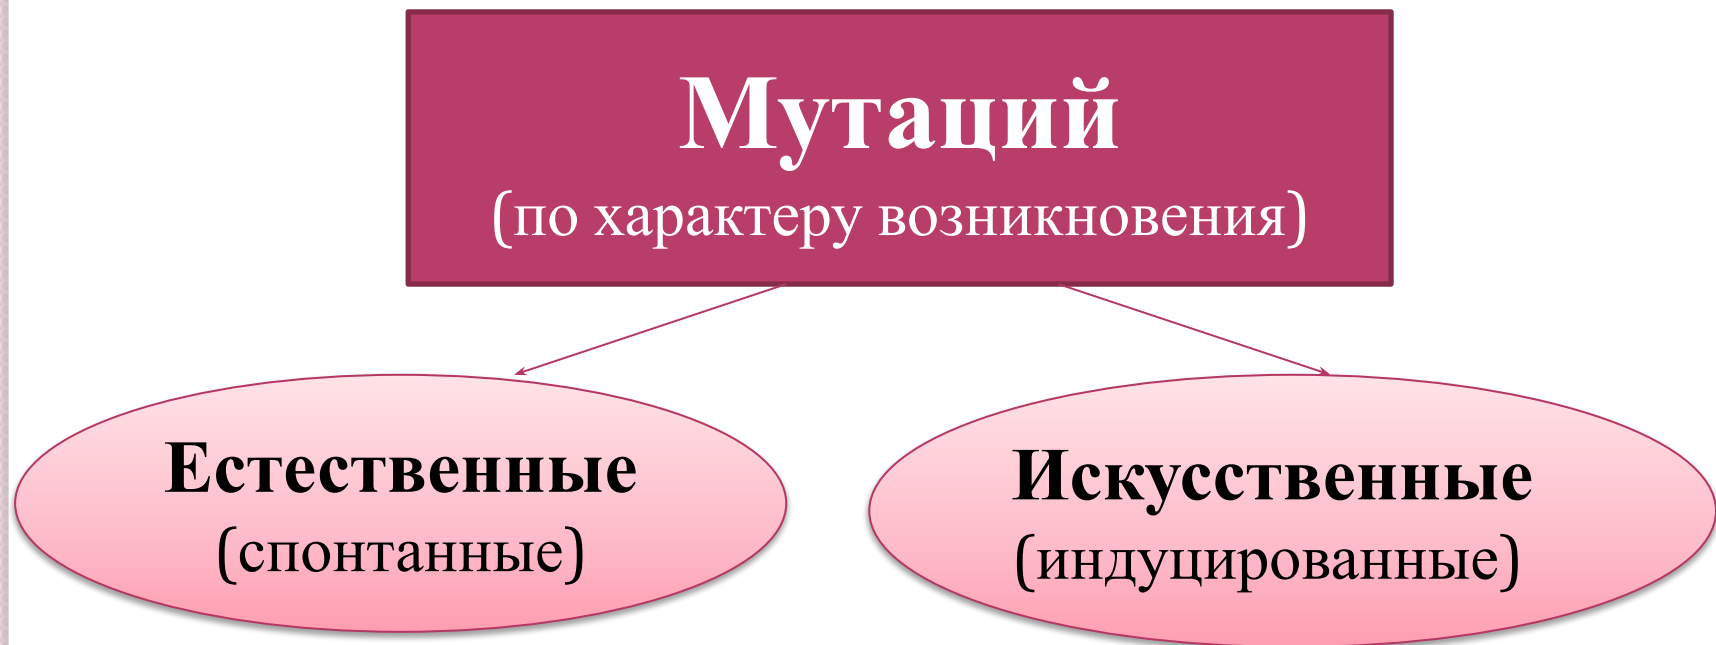 Мутаций
(по характеру возникновения)
Естественные
(спонтанные)
Искусственные
(индуцированные)